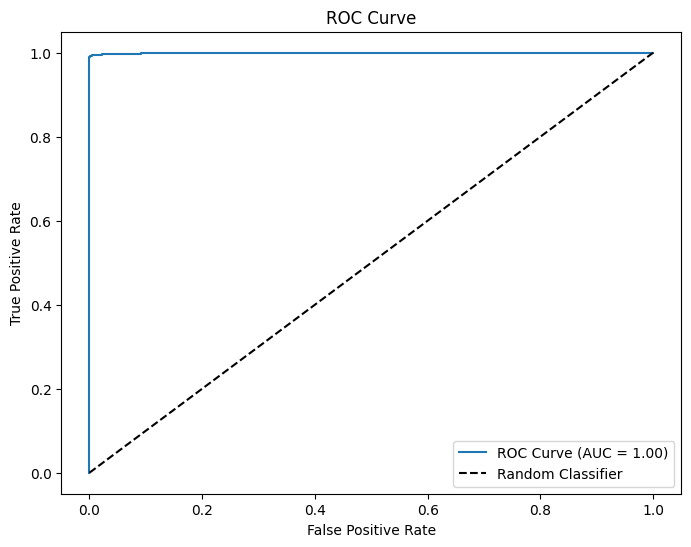 ROC Curve
1.0
0.8
0.6
0.4
0.2
0.0
True Positive Rate
ROC Curve (AUC = 1.00)
Random Classifier
0.0 0.2 0.4 0.6 0.8 1.0
False Positive Rate